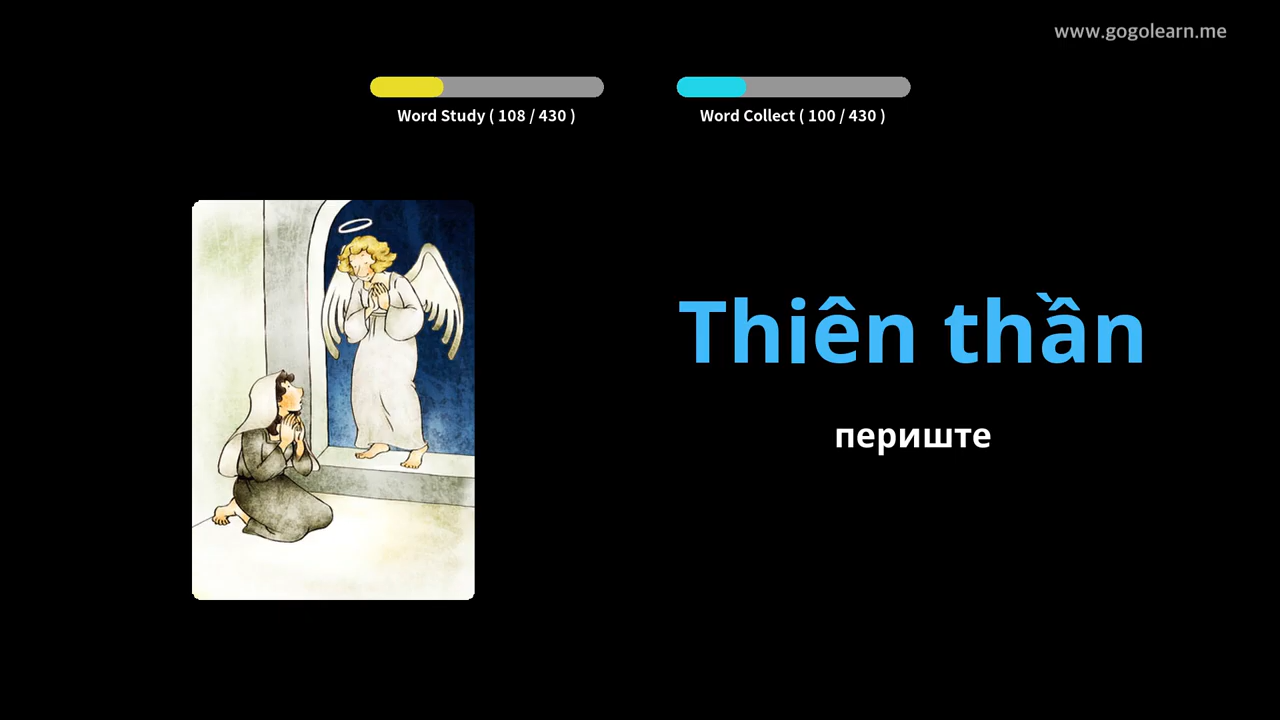 www.gogolearn.me
Word Study ( 108 / 430 )
Word Collect ( 100 / 430 )
Thiên thần
периште